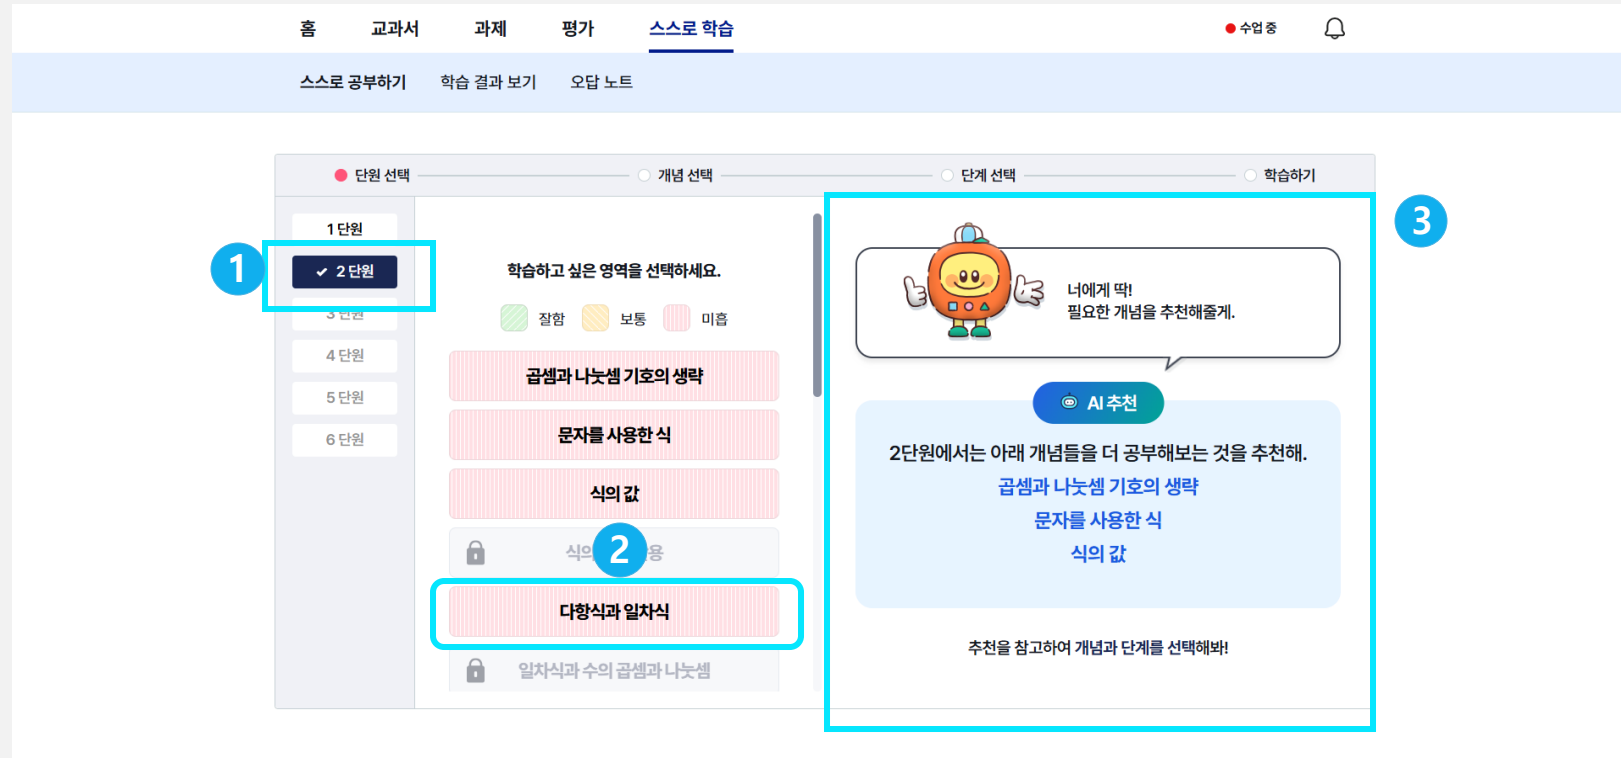 홈 교과서 과제 평가 스스로 학습 수업 중
스스로 공부하기 학습 결과 보기 오답 노트
단원 선택 개념 선택 단계 선택 학습하기
1 단원
1
2 단원
3 단원
4 단원
5 단원
6 단원
학습하고 싶은 영역을 선택하세요.
잘함 보통 미흡
곱셈과 나눗셈 기호의 생략
문자를 사용한 식
식의 값
식의 용
2
다항식과 일차식
일차식과 수의 곱셈과 나눗셈
3
너에게 딱!
필요한 개념을 추천해줄게.
AI 추천
2단원에서는 아래 개념들을 더 공부해보는 것을 추천해.
곱셈과 나눗셈 기호의 생략
문자를 사용한 식
식의 값
추천을 참고하여 개념과 단계를 선택해봐!